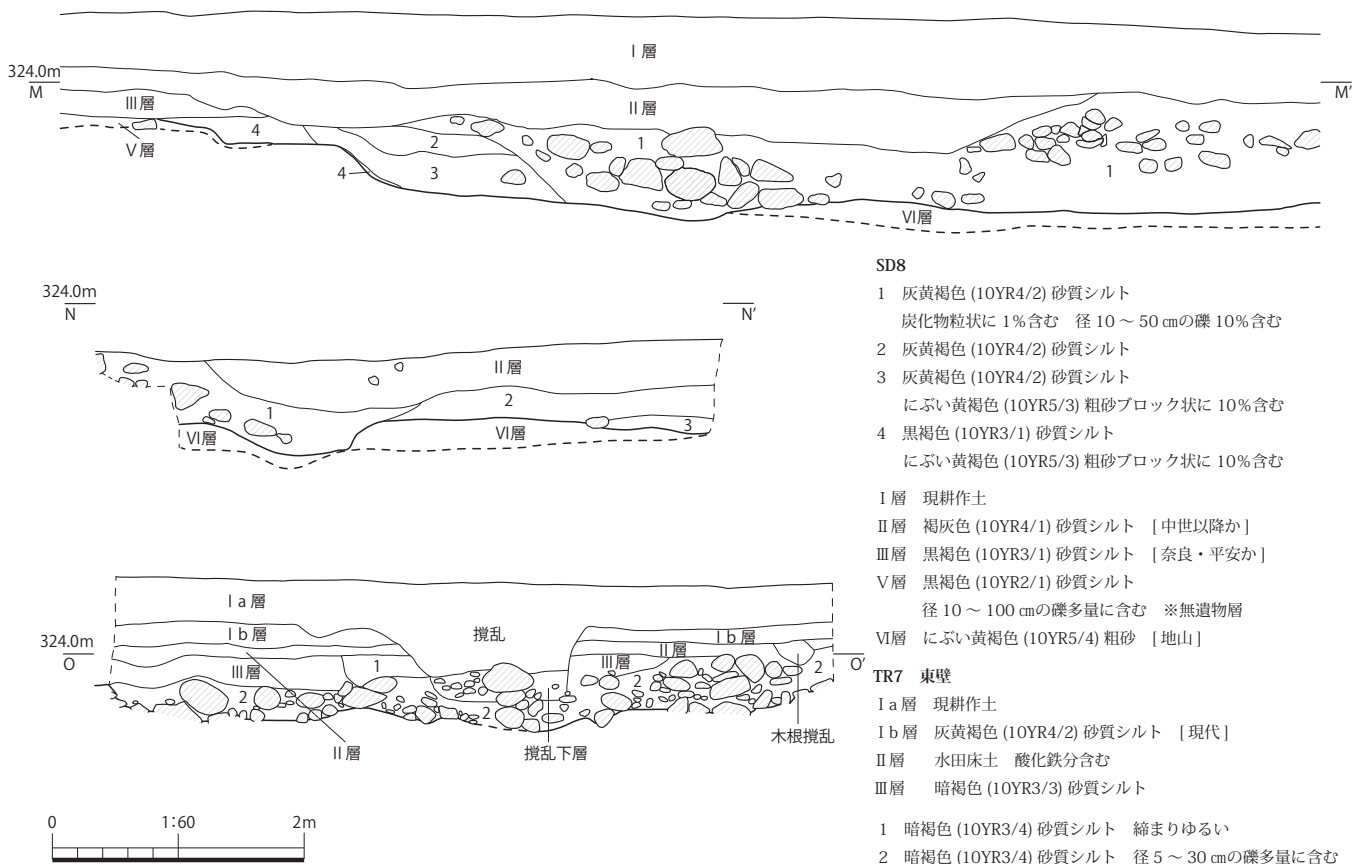 Ⅰ層
324.0m
M
M′
Ⅲ層
Ⅱ層
4
Ⅴ層
2
1
3
4
1
Ⅵ層
324.0m
N
N′
Ⅱ層
1
2
Ⅵ層
Ⅵ層
3
Ⅰa層
Ⅰb層
撹乱
Ⅰb層
324.0m
O
O′
Ⅱ層
Ⅲ層
1
Ⅲ層
2
2
2
2
木根撹乱
Ⅱ層
撹乱下層
0
1:60
2m
SD8
1 灰黄褐色 (10YR4/2) 砂質シルト
炭化物粒状に 1%含む 径 10 ~ 50 ㎝の礫 10%含む
2 灰黄褐色 (10YR4/2) 砂質シルト
3 灰黄褐色 (10YR4/2) 砂質シルト
にぶい黄褐色 (10YR5/3) 粗砂ブロック状に 10%含む
4 黒褐色 (10YR3/1) 砂質シルト
にぶい黄褐色 (10YR5/3) 粗砂ブロック状に 10%含む
Ⅰ層 現耕作土
Ⅱ層 褐灰色 (10YR4/1) 砂質シルト [ 中世以降か ]
Ⅲ層 黒褐色 (10YR3/1) 砂質シルト [ 奈良・平安か ]
Ⅴ層 黒褐色 (10YR2/1) 砂質シルト
径 10 ~ 100 ㎝の礫多量に含む ※無遺物層
Ⅵ層 にぶい黄褐色 (10YR5/4) 粗砂 [ 地山 ]
TR7 東壁
Ⅰa層 現耕作土
Ⅰb層 灰黄褐色 (10YR4/2) 砂質シルト [ 現代 ]
Ⅱ層 水田床土 酸化鉄分含む
Ⅲ層 暗褐色 (10YR3/3) 砂質シルト
1 暗褐色 (10YR3/4) 砂質シルト 締まりゆるい
2 暗褐色 (10YR3/4) 砂質シルト 径 5 ~ 30 ㎝の礫多量に含む